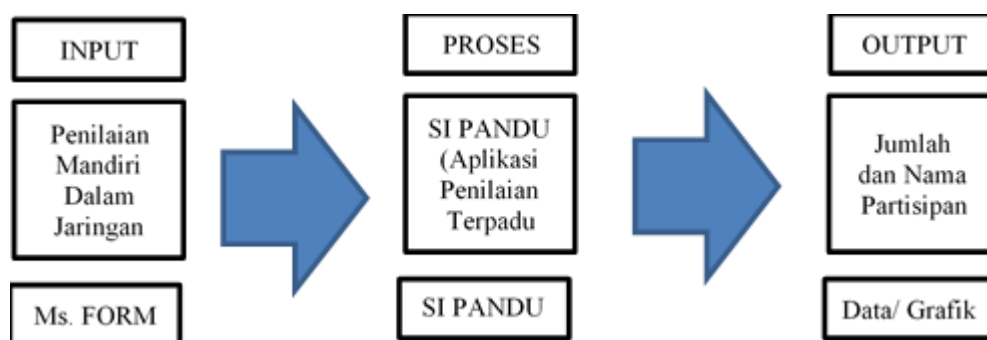 INPUT
Penilaian
Mandiri
Dalam
Jaringan
Ms. FORM
PROSES
SI PANDU
(Aplikasi
Penilaian
Terpadu
SI PANDU
OUTPUT
Jumlah
dan Nama
Partisipan
Data/ Grafik